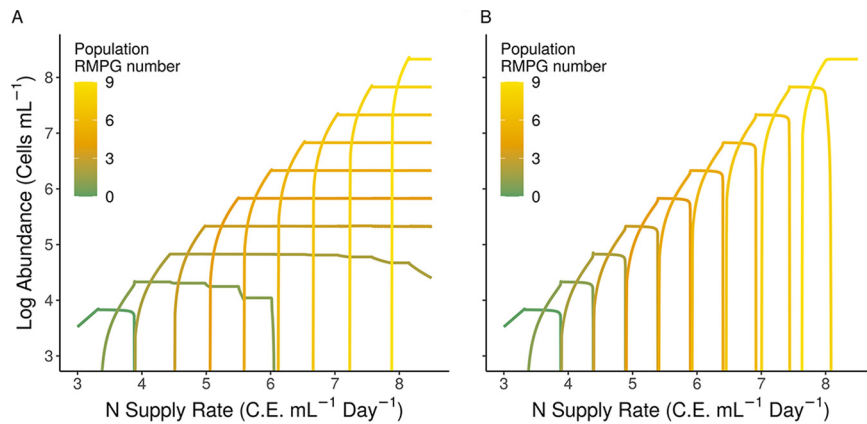 A
Population
RMPG number
9
6
3
0
Log Abundance (Cells mL⁻¹)
8
7
6
5
4
3
3 4 5 6 7 8
N Supply Rate (C.E. mL⁻¹ Day⁻¹)
B
Population
RMPG number
9
6
3
0
3 4 5 6 7 8
N Supply Rate (C.E. mL⁻¹ Day⁻¹)